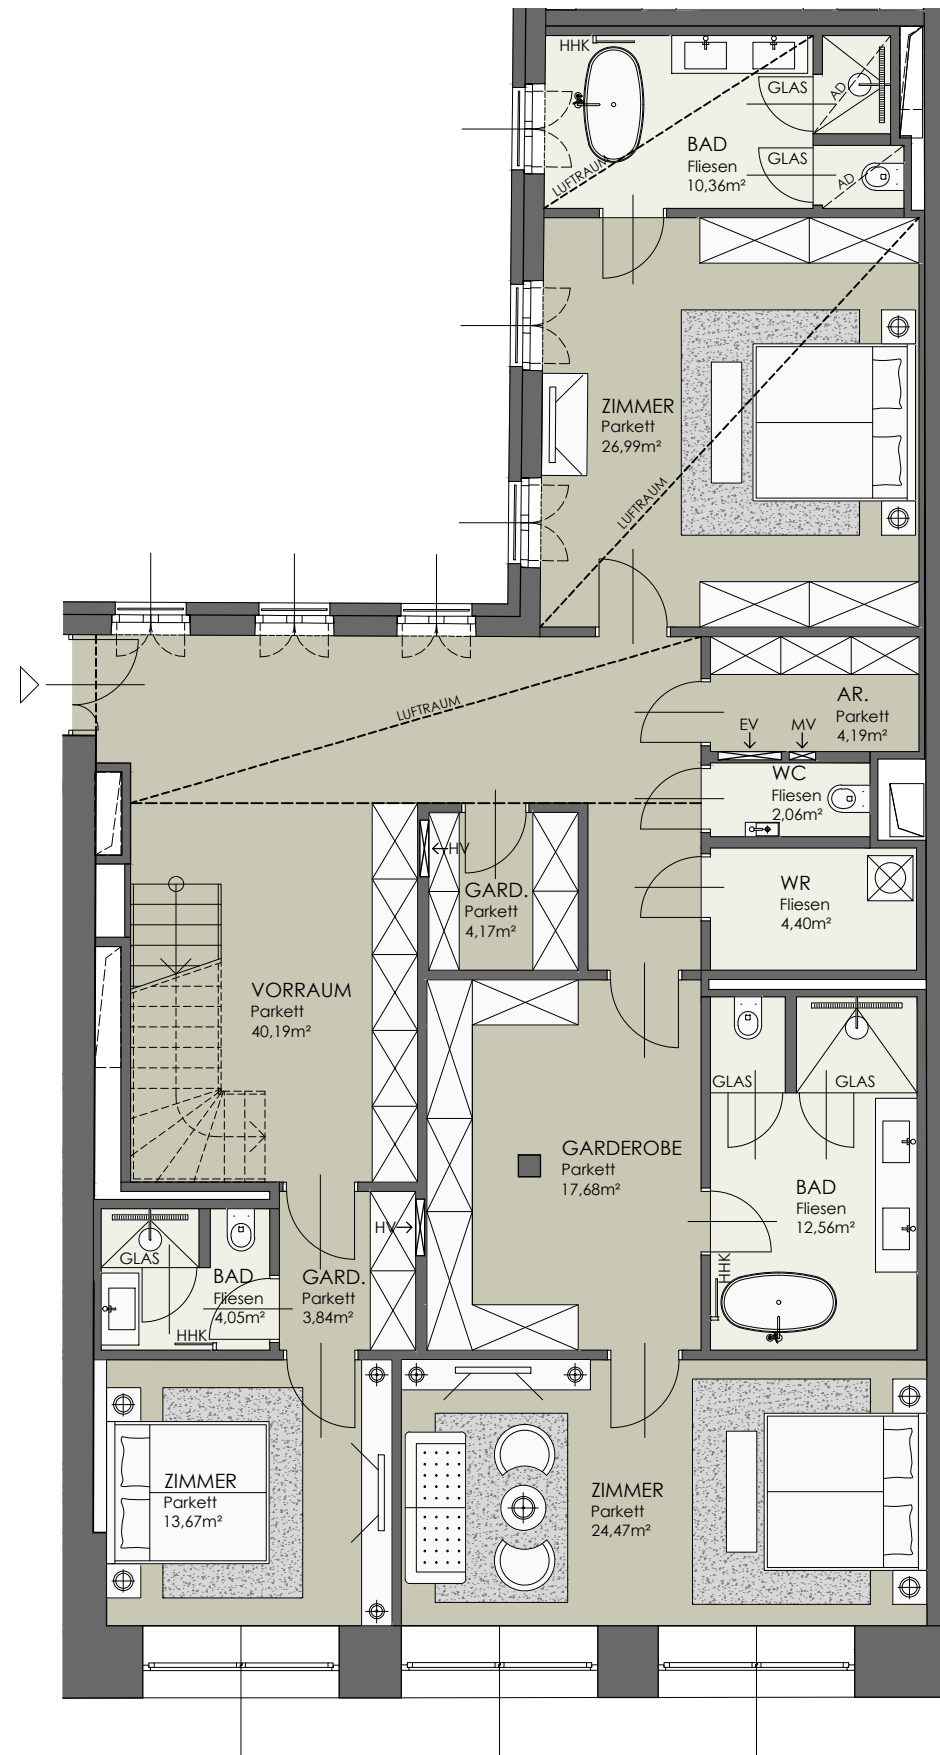 HHK
GLAS
AD
BAD
Fliesen
10,36m²
GLAS
AD
LUFTRAUM
ZIMMER
Parkett
26,99m²
LUFTRAUM
LUFTRAUM
AR.
Parkett
4,19m²
EV
MV
WC
Fliesen
2,06m²
HV
GARD.
Parkett
4,17m²
WR
Fliesen
4,40m²
VORRAUM
Parkett
40,19m²
GLAS
GLAS
GARDEROBE
Parkett
17,68m²
BAD
Fliesen
12,56m²
HV
HHK
GLAS
BAD
Fliesen
4,05m²
HHK
GARD.
Parkett
3,84m²
ZIMMER
Parkett
13,67m²
ZIMMER
Parkett
24,47m²